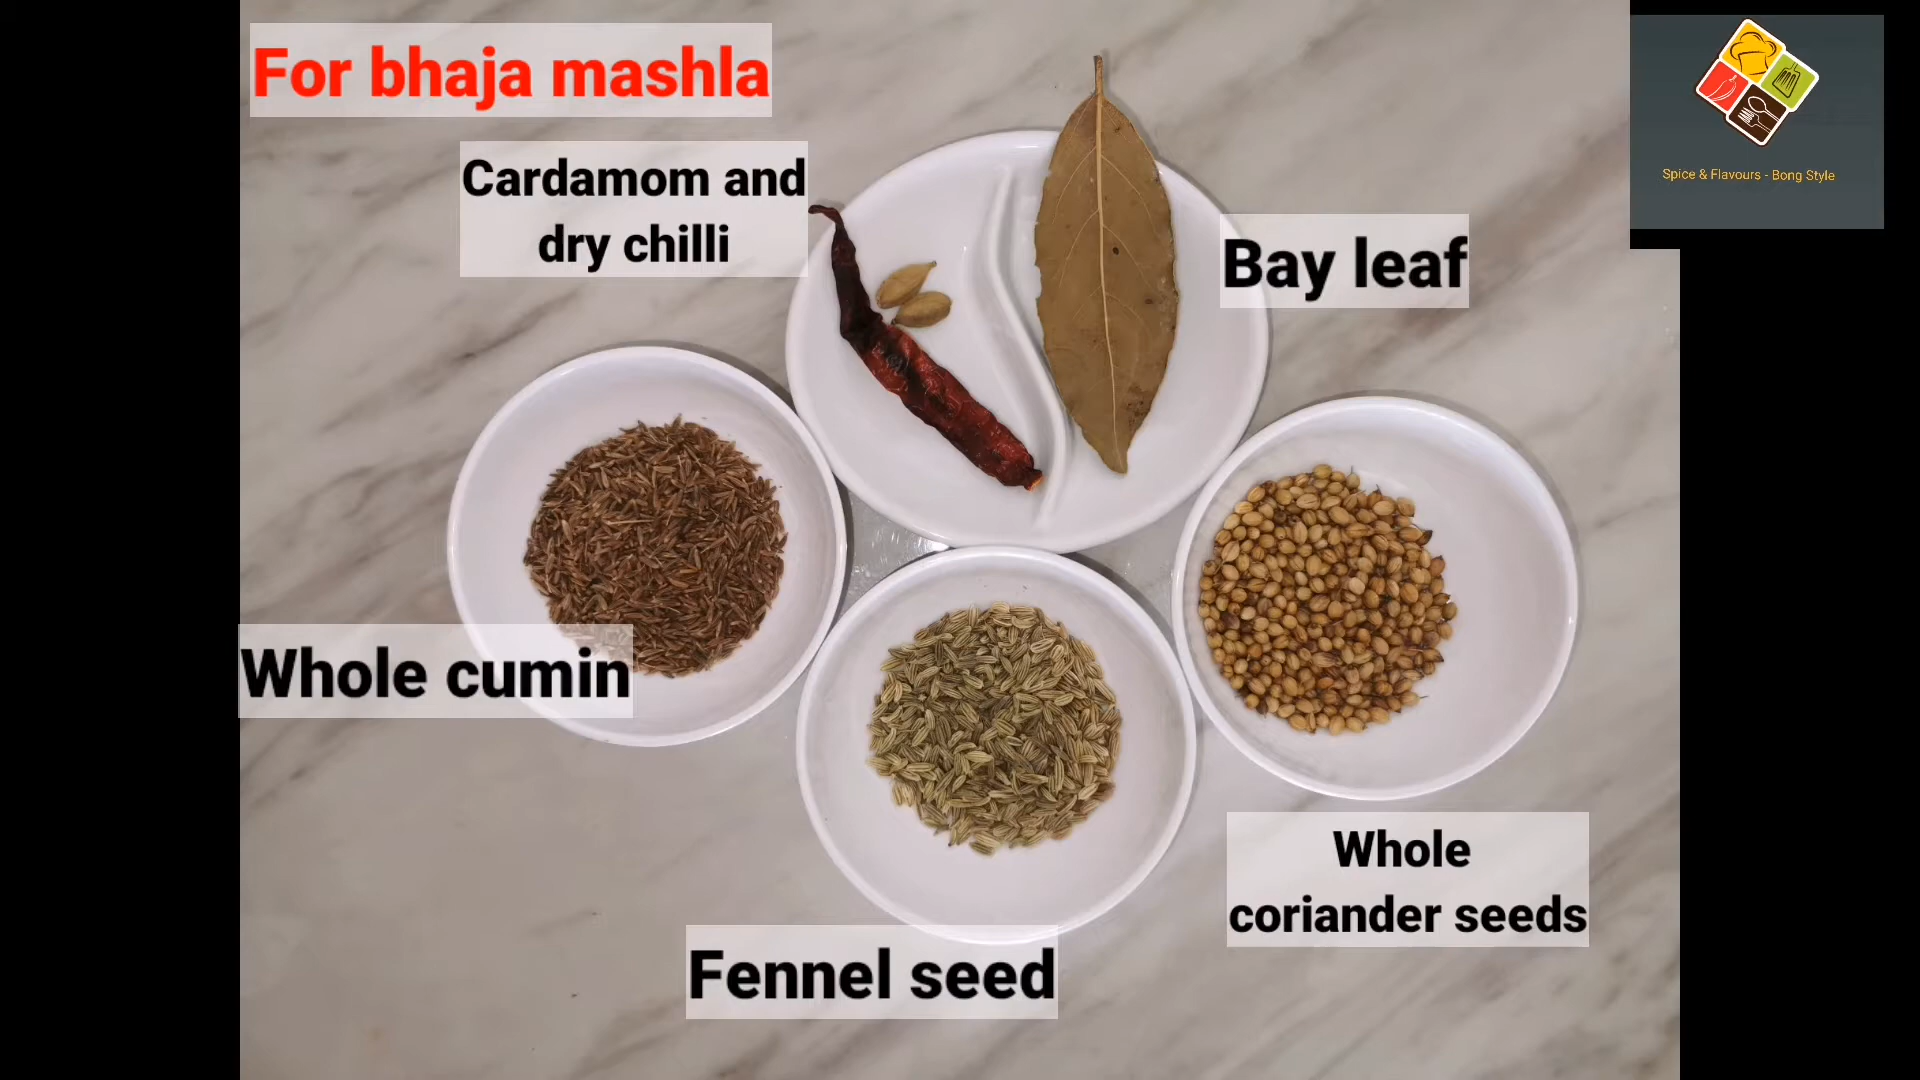 For bhaja mashla
Spice & Flavours - Bong Style
Cardamom and
dry chilli
Bay leaf
Whole cumin
Whole
coriander seeds
Fennel seed